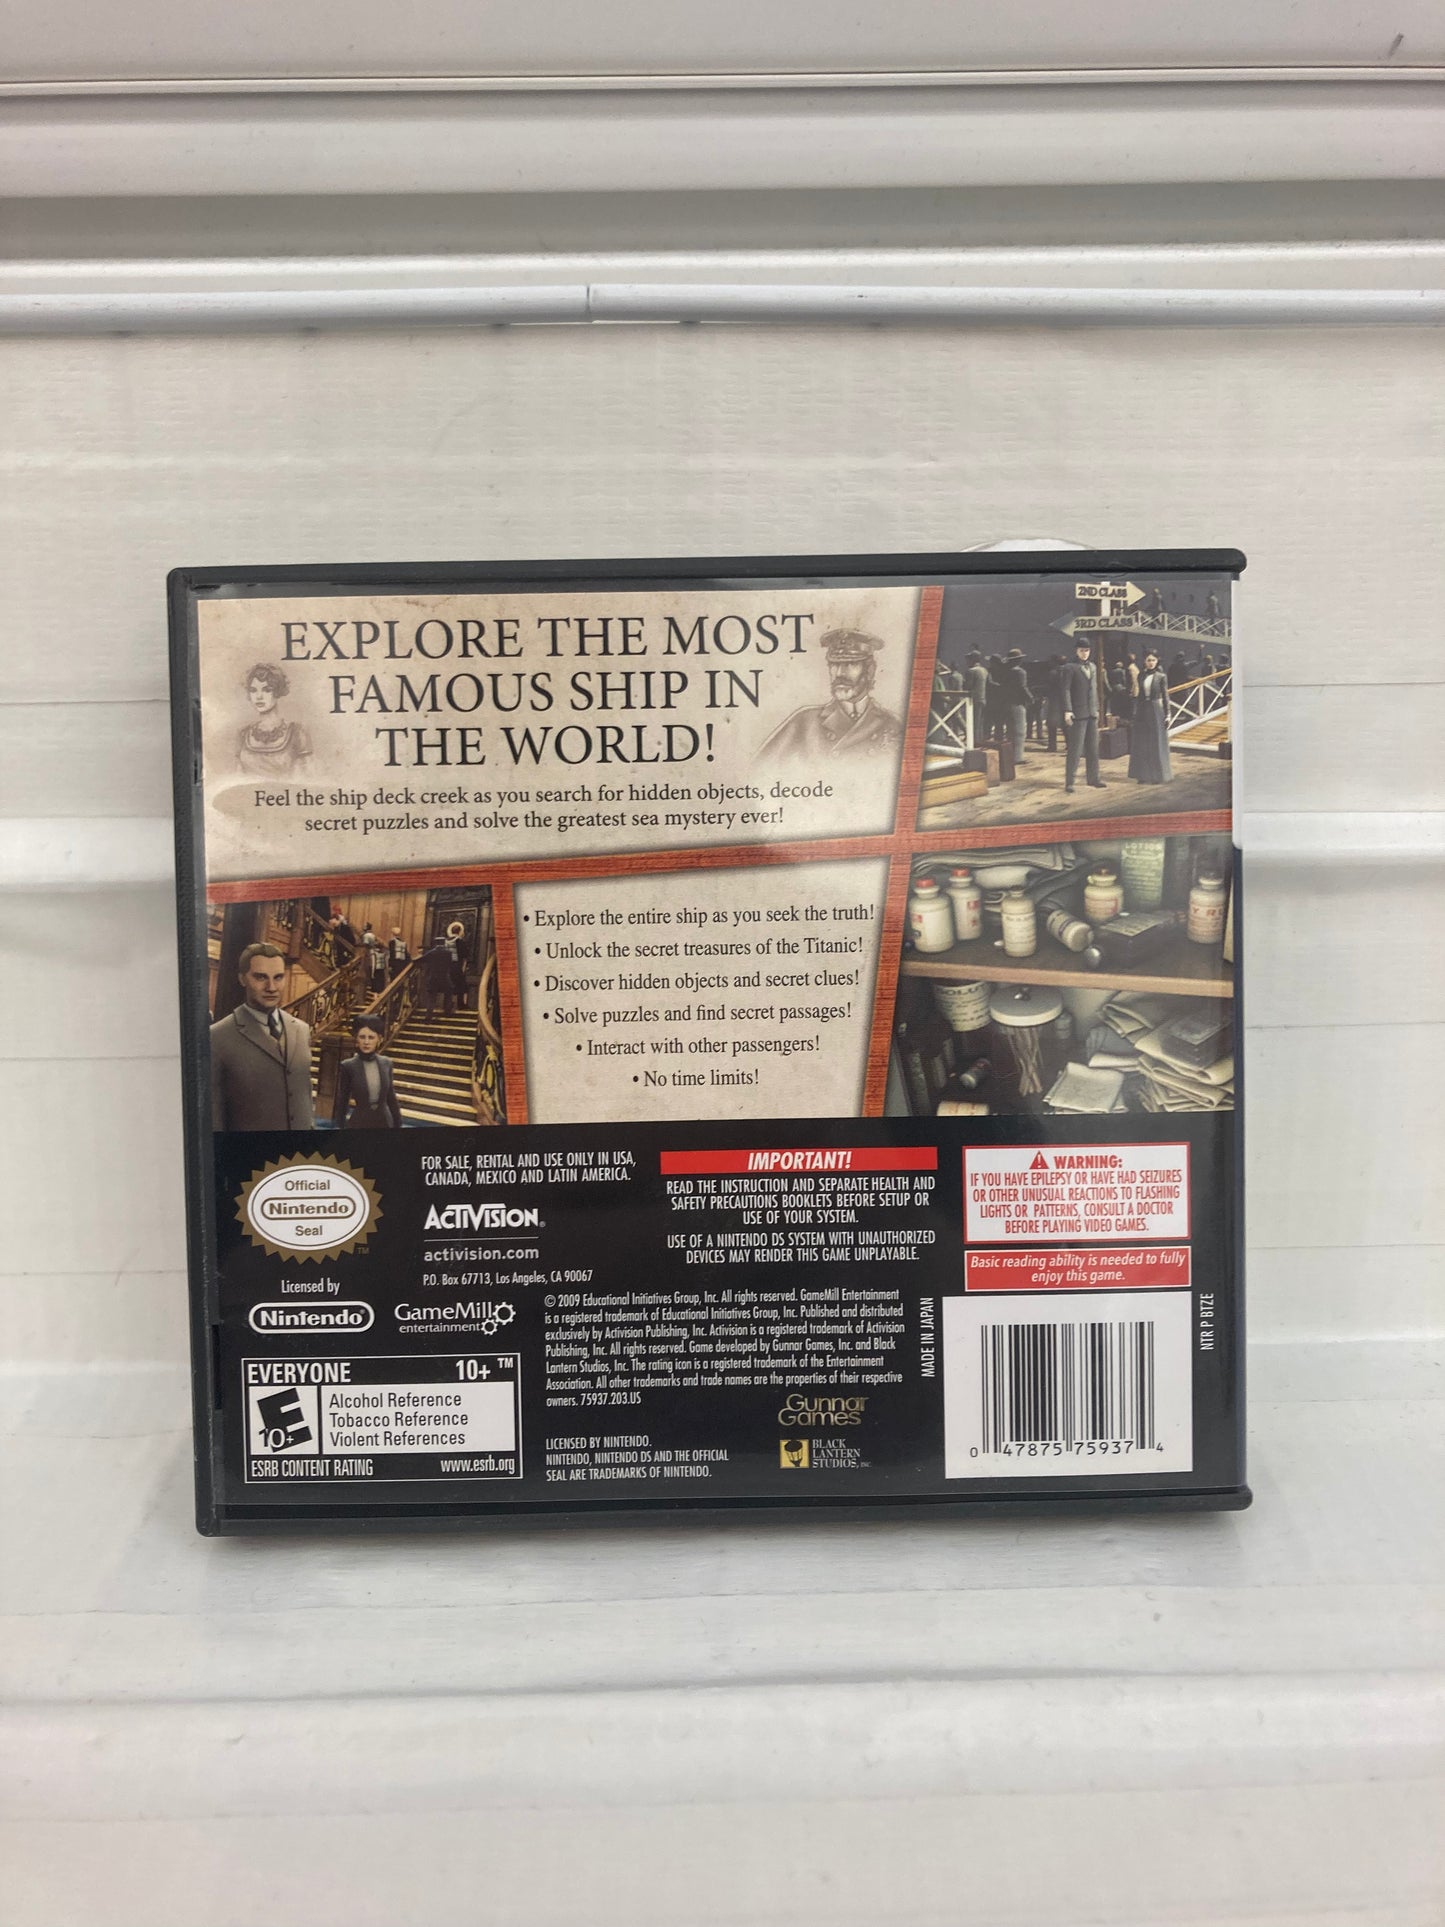 EXPLORE THE MOST
FAMOUS SHIP IN
THE WORLD!
Feel the ship deck creek as you search for hidden objects, decode
secret puzzles and solve the greatest sea mystery ever!
2ND CLASS
3RD CLASS
LOTION
• Explore the entire ship as you seek the truth!
• Unlock the secret treasures of the Titanic!
• Discover hidden objects and secret clues!
• Solve puzzles and find secret passages!
• Interact with other passengers!
• No time limits!
Official
Nintendo
Seal
TM
Licensed by
Nintendo®
FOR SALE, RENTAL AND USE ONLY IN USA,
CANADA, MEXICO AND LATIN AMERICA.
ACTIVISION®
activision.com
P.O. Box 67713, Los Angeles, CA 90067
GameMill
entertainment
EVERYONE 10+ ™
E
10+
Alcohol Reference
Tobacco Reference
Violent References
ESRB CONTENT RATING www.esrb.org
IMPORTANT!
READ THE INSTRUCTION AND SEPARATE HEALTH AND
SAFETY PRECAUTIONS BOOKLETS BEFORE SETUP OR
USE OF YOUR SYSTEM.
USE OF A NINTENDO DS SYSTEM WITH UNAUTHORIZED
DEVICES MAY RENDER THIS GAME UNPLAYABLE.
© 2009 Educational Initiatives Group, Inc. All rights reserved. GameMill Entertainment
is a registered trademark of Educational Initiatives Group, Inc. Published and distributed
exclusively by Activision Publishing, Inc. Activision is a registered trademark of Activision
Publishing, Inc. All rights reserved. Game developed by Gunnar Games, Inc. and Black
Lantern Studios, Inc. The rating icon is a registered trademark of the Entertainment
Association. All other trademarks and trade names are the properties of their respective
owners. 75937.203.US
Gunnar
Games
LICENSED BY NINTENDO.
NINTENDO, NINTENDO DS AND THE OFFICIAL
SEAL ARE TRADEMARKS OF NINTENDO.
BLACK
LANTERN
STUDIOS, INC.
WARNING:
IF YOU HAVE EPILEPSY OR HAVE HAD SEIZURES
OR OTHER UNUSUAL REACTIONS TO FLASHING
LIGHTS OR PATTERNS, CONSULT A DOCTOR
BEFORE PLAYING VIDEO GAMES.
Basic reading ability is needed to fully
enjoy this game.
MADE IN JAPAN
0 47875 75937 4
NTR P BTZE